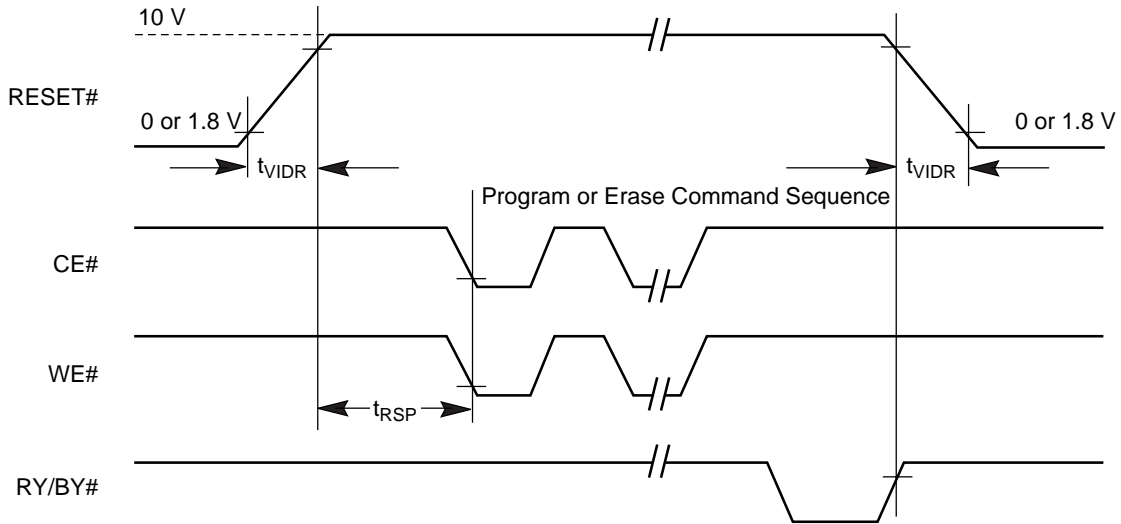 10 V
RESET#
0 or 1.8 V
0 or 1.8 V
tVIDR
tVIDR
Program or Erase Command Sequence
CE#
WE#
tRSP
RY/BY#